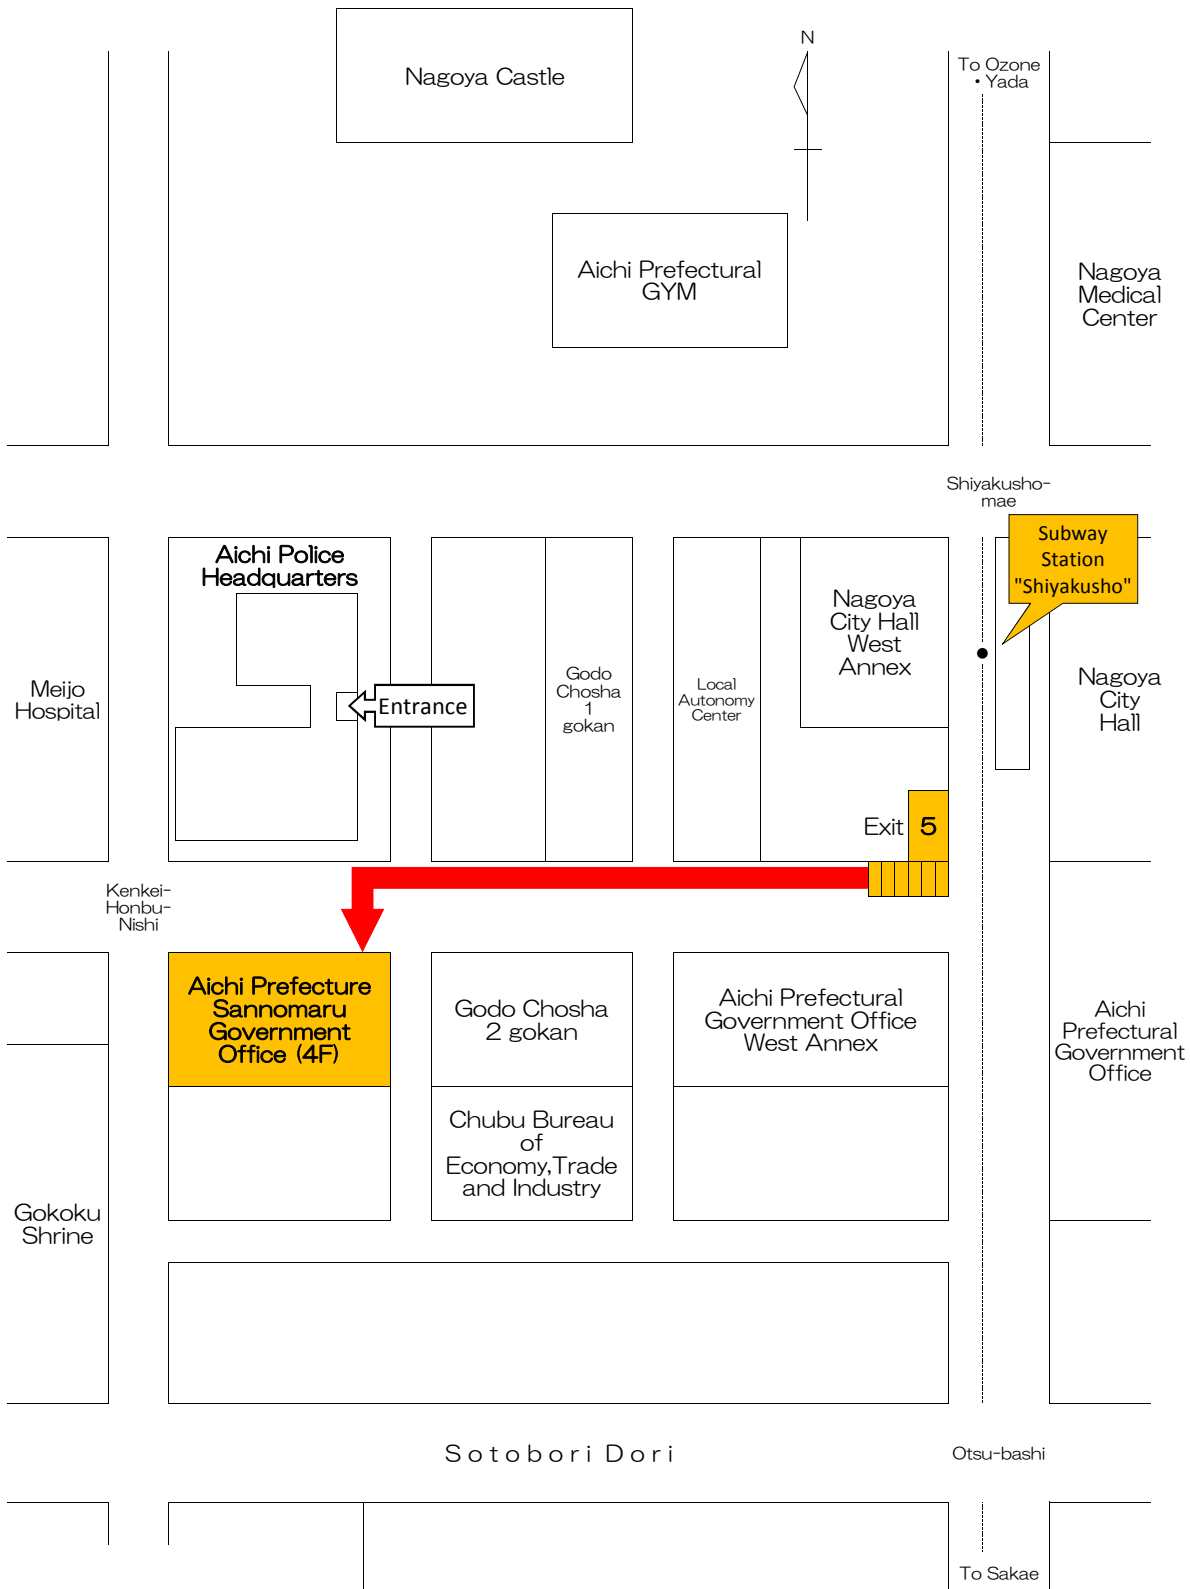 Nagoya Castle
N
To Ozone
・Yada
Aichi Prefectural
GYM
Nagoya
Medical
Center
Shiyakusho-
mae
Subway
Station
"Shiyakusho"
Aichi Police
Headquarters
Entrance
Meijo
Hospital
Godo
Chosha
1
gokan
Local
Autonomy
Center
Nagoya
City Hall
West
Annex
Nagoya
City
Hall
Exit 5
Kenkei-
Honbu-
Nishi
Aichi Prefecture
Sannomaru
Government
Office (4F)
Godo Chosha
2 gokan
Aichi Prefectural
Government Office
West Annex
Aichi
Prefectural
Government
Office
Chubu Bureau
of
Economy,Trade
and Industry
Gokoku
Shrine
Sotobori Dori
Otsu-bashi
To Sakae